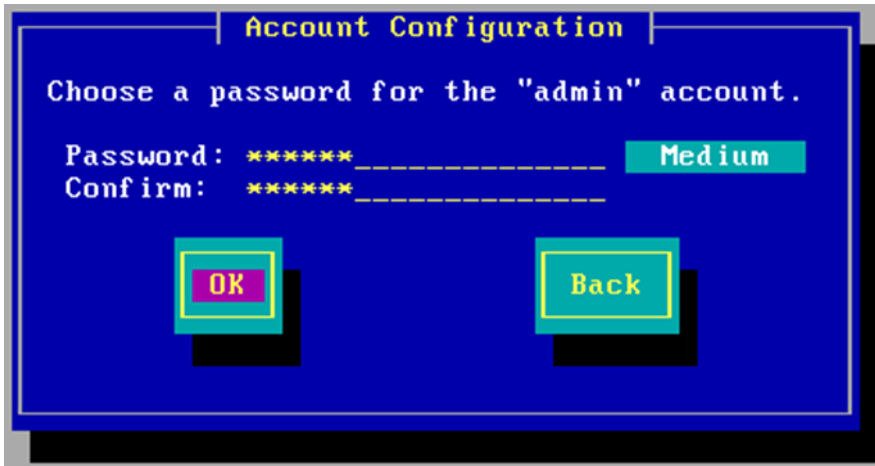 Account Configuration
Choose a password for the "admin" account.
Password: ******______________ Medium
Confirm: ******______________
OK Back